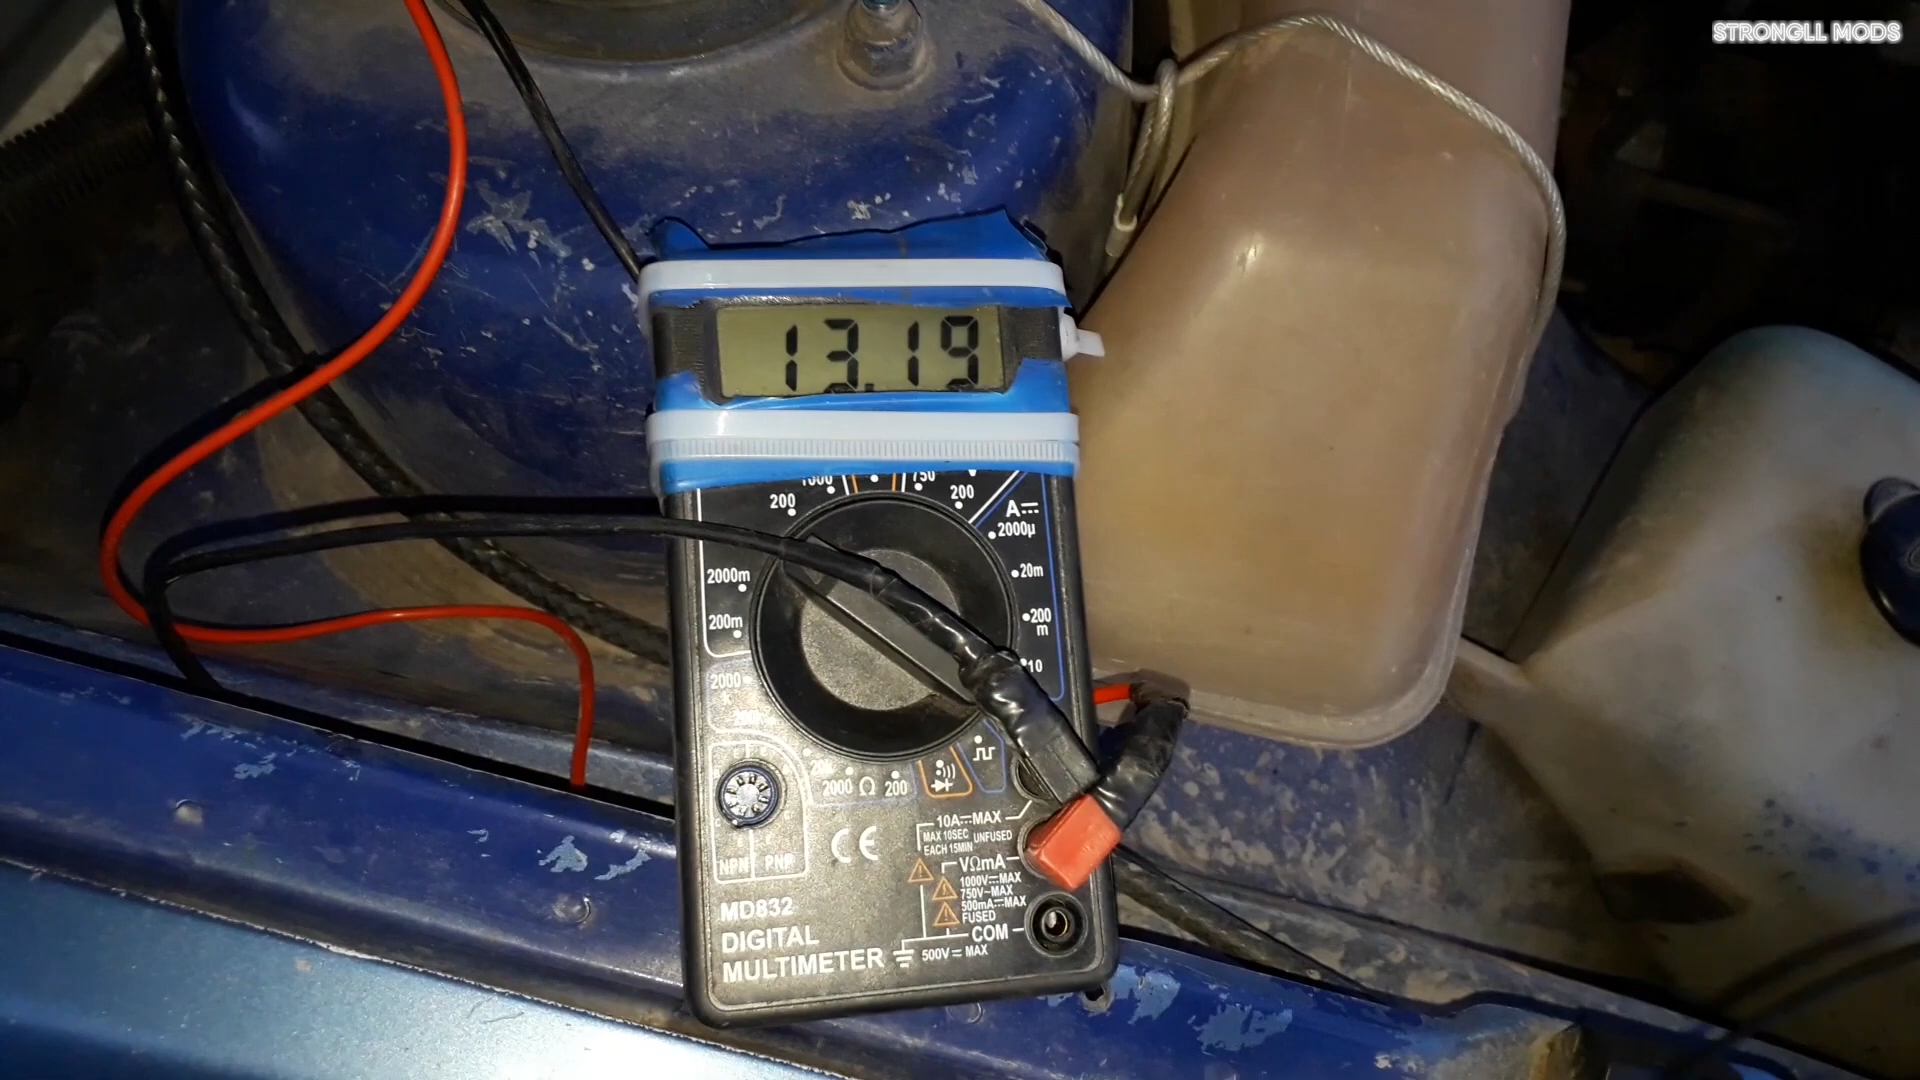 STRONGLL MODS
13.19
1000 750
200 200
A⎓
2000µ
2000m 20m
200m 200
m
2000 10
200
2000 Ω 200
10A⎓MAX
MAX 10SEC UNFUSED
EACH 15MIN
CE
VΩmA
1000V⎓MAX
750V~MAX
500mA⎓MAX
FUSED
NPN PNP
MD832
DIGITAL
MULTIMETER
COM
500V⎓MAX